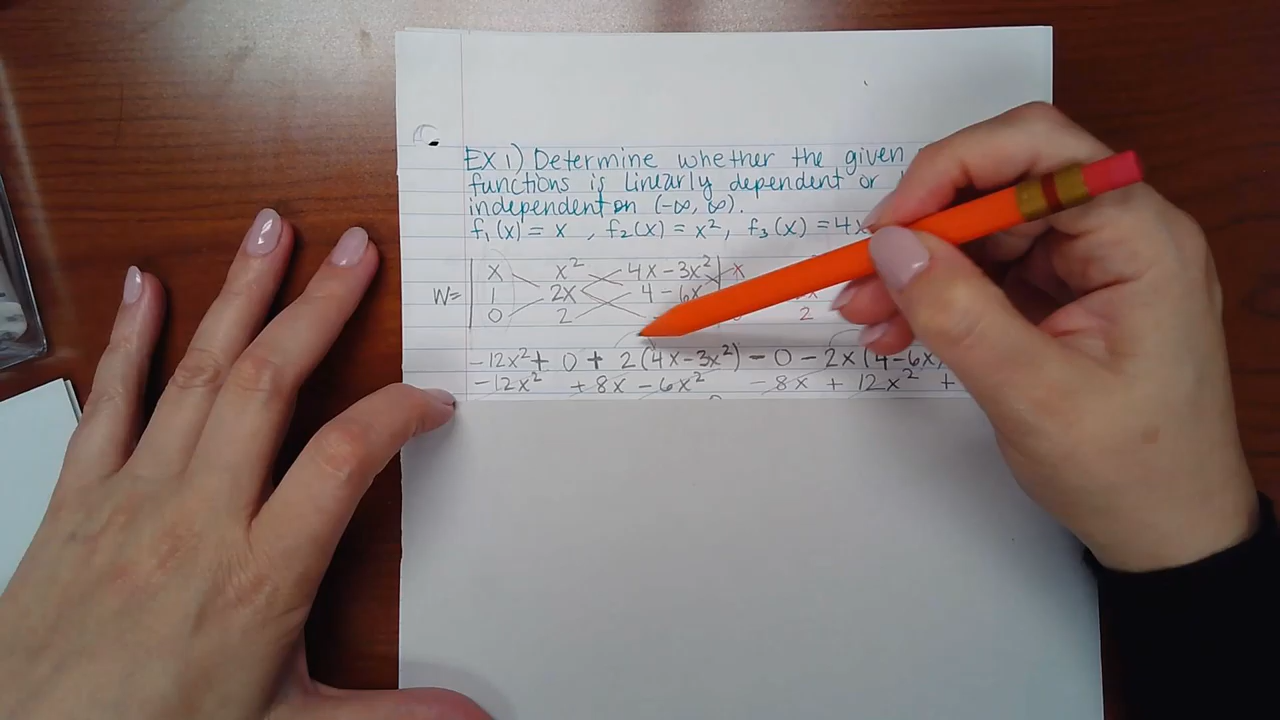 EX 1) Determine whether the given
functions is linearly dependent or
independent on (-∞, ∞).
f₁(x) = x , f₂(x) = x², f₃(x) = 4x
x x² 4x - 3x² x
W= 1 2x 4 - 6x
0 2 2
-12x² + 0 + 2(4x-3x²) - 0 - 2x(4-6x)
-12x² + 8x - 6x² - 8x + 12x² +